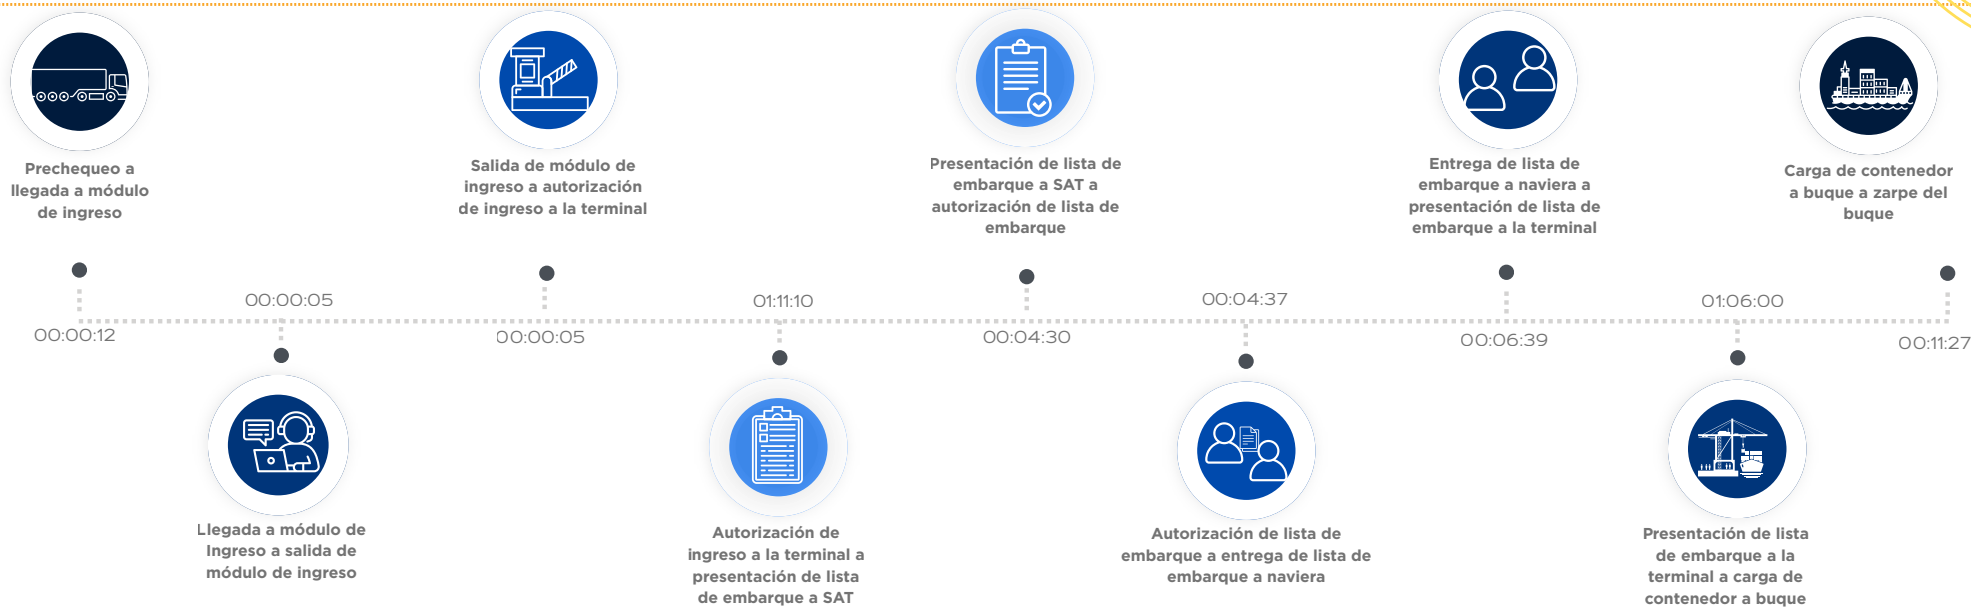 Prechequeo a
llegada a módulo
de ingreso
Salida de módulo de
ingreso a autorización
de ingreso a la terminal
Presentación de lista de
embarque a SAT a
autorización de lista de
embarque
Entrega de lista de
embarque a naviera a
presentación de lista de
embarque a la terminal
Carga de contenedor
a buque a zarpe del
buque
00:00:05
01:11:10
00:04:37
01:06:00
00:00:12
00:00:05
00:04:30
00:06:39
00:11:27
Llegada a módulo de
Ingreso a salida de
módulo de ingreso
Autorización de
ingreso a la terminal a
presentación de lista
de embarque a SAT
Autorización de lista de
embarque a entrega de lista de
embarque a naviera
Presentación de lista
de embarque a la
terminal a carga de
contenedor a buque